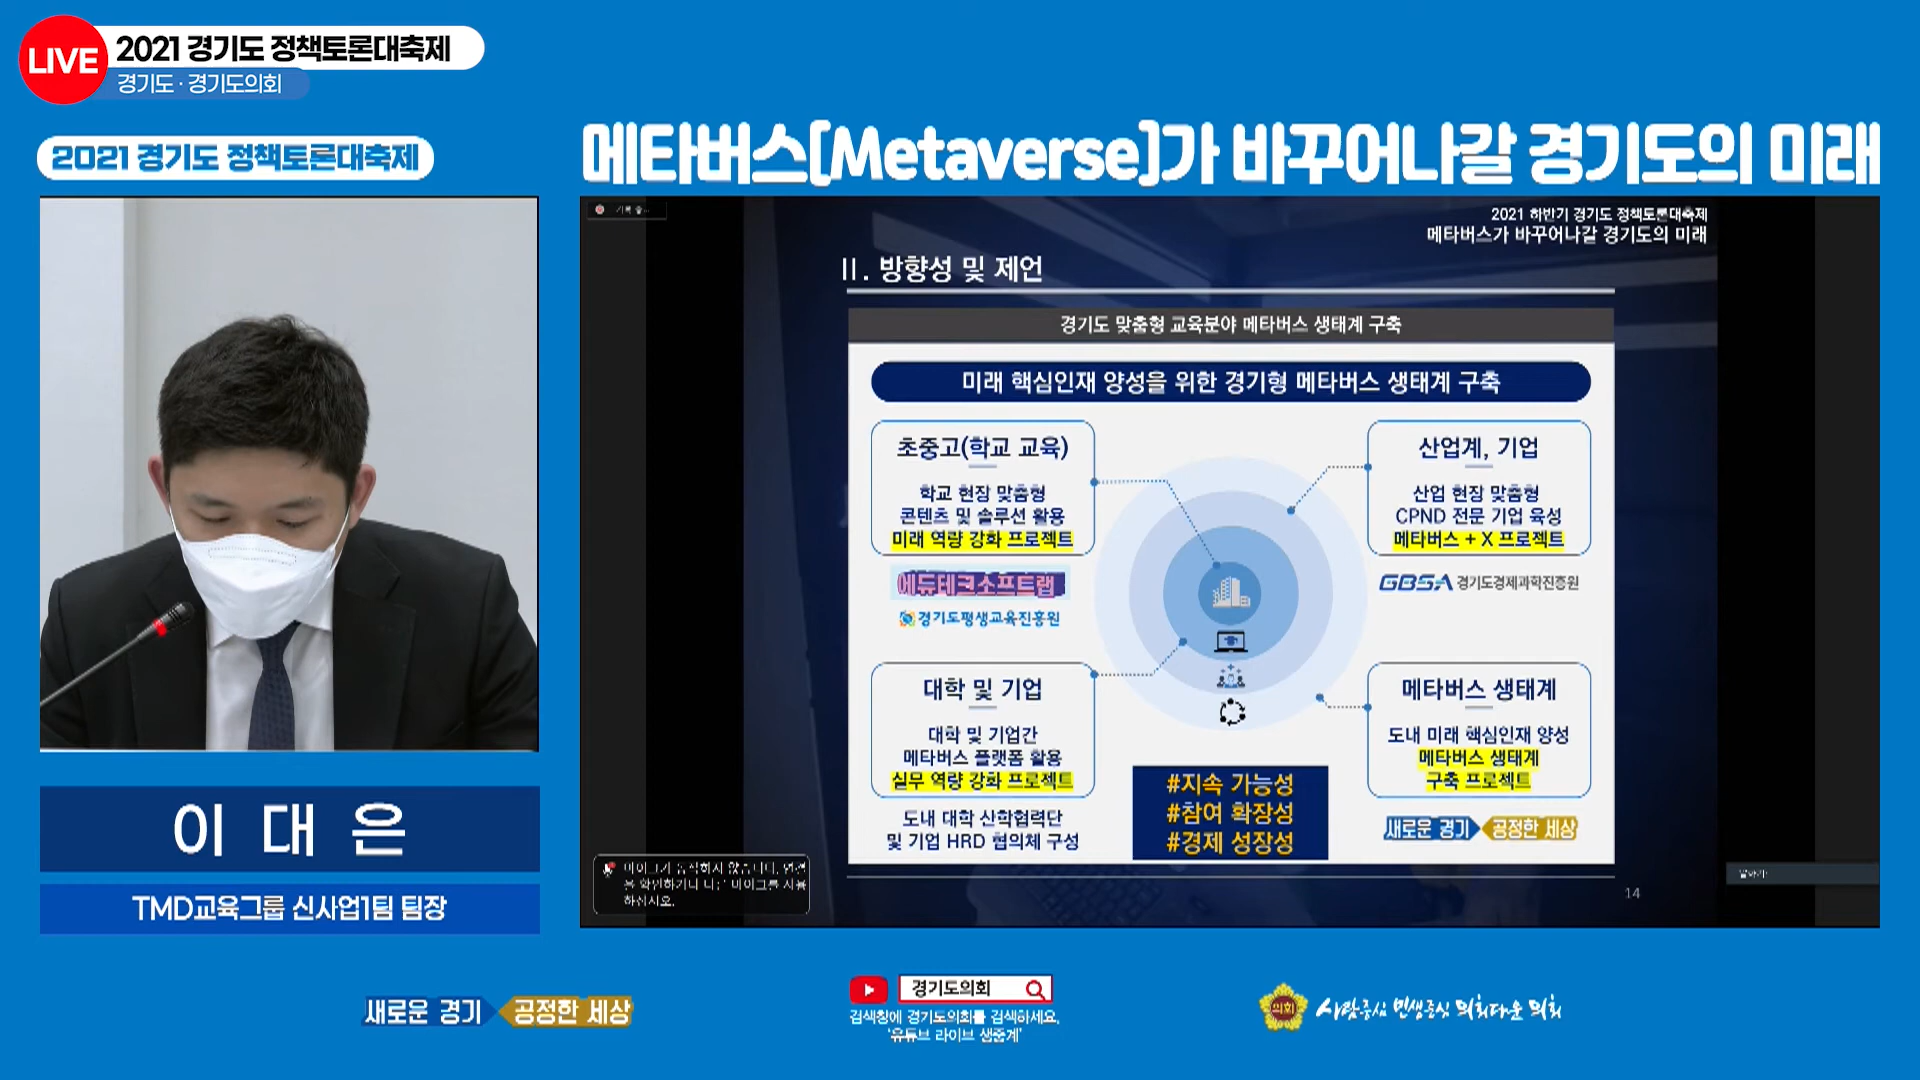 LIVE
2021 경기도 정책토론대축제
경기도 · 경기도의회
2021 경기도 정책토론대축제
메타버스[Metaverse]가 바꾸어나갈 경기도의 미래
2021 하반기 경기도 정책토론대축제
메타버스가 바꾸어나갈 경기도의 미래
II. 방향성 및 제언
경기도 맞춤형 교육분야 메타버스 생태계 구축
미래 핵심인재 양성을 위한 경기형 메타버스 생태계 구축
초중고(학교 교육)
학교 현장 맞춤형
콘텐츠 및 솔루션 활용
미래 역량 강화 프로젝트
에듀테크소프트랩
경기도평생교육진흥원
산업계, 기업
산업 현장 맞춤형
CPND 전문 기업 육성
메타버스 + X 프로젝트
GBSA 경기도경제과학진흥원
대학 및 기업
대학 및 기업간
메타버스 플랫폼 활용
실무 역량 강화 프로젝트
도내 대학 산학협력단
및 기업 HRD 협의체 구성
#지속 가능성
#참여 확장성
#경제 성장성
메타버스 생태계
도내 미래 핵심인재 양성
메타버스 생태계
구축 프로젝트
새로운 경기 공정한 세상
14
이 대 은
TMD교육그룹 신사업1팀 팀장
새로운 경기 공정한 세상
경기도의회
검색창에 경기도의회를 검색하세요.
'유튜브 라이브 생중계'
의회
사람중심 민생중심 의회다운 의회